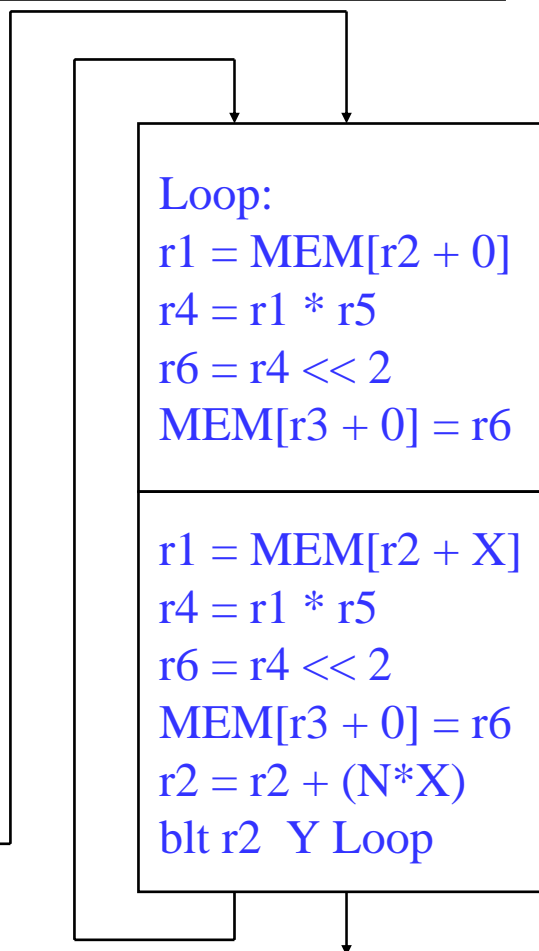 Loop:
r1 = MEM[r2 + 0]
r4 = r1 * r5
r6 = r4 << 2
MEM[r3 + 0] = r6
r1 = MEM[r2 + X]
r4 = r1 * r5
r6 = r4 << 2
MEM[r3 + 0] = r6
r2 = r2 + (N*X)
blt r2  Y Loop